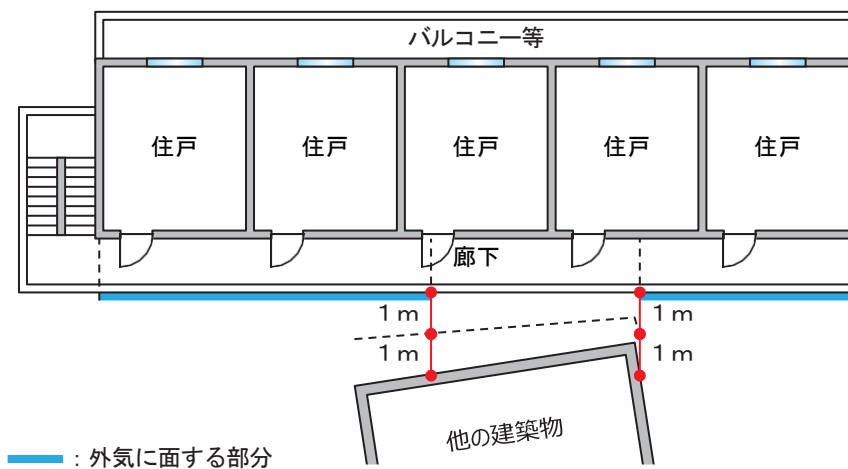 バルコニー等
住戸 住戸 住戸 住戸 住戸
廊下
1m 1m
1m 1m
他の建築物
：外気に面する部分